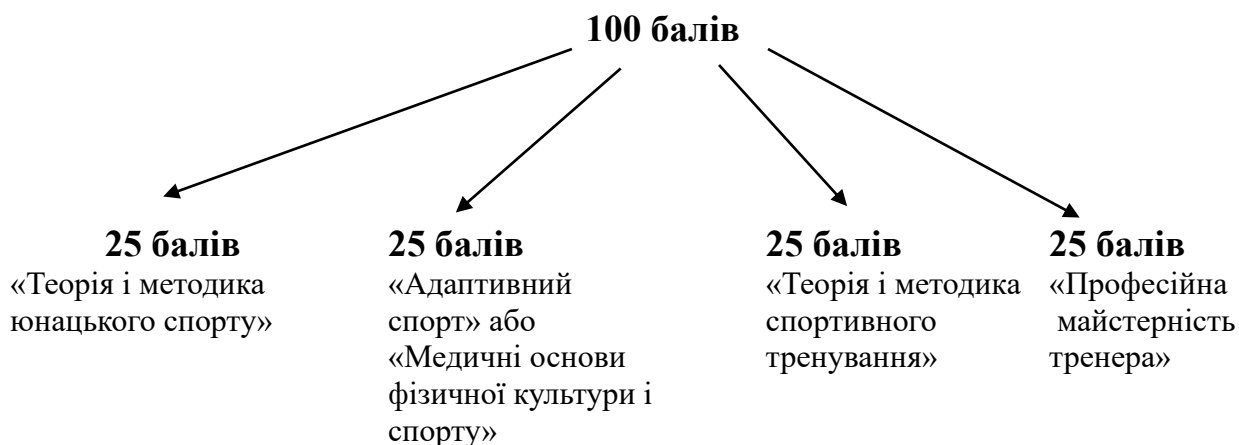 100 балів
25 балів
«Теорія і методика
юнацького спорту»
25 балів
«Адаптивний
спорт» або
«Медичні основи
фізичної культури і
спорту»
25 балів
«Теорія і методика
спортивного
тренування»
25 балів
«Професійна
майстерність
тренера»